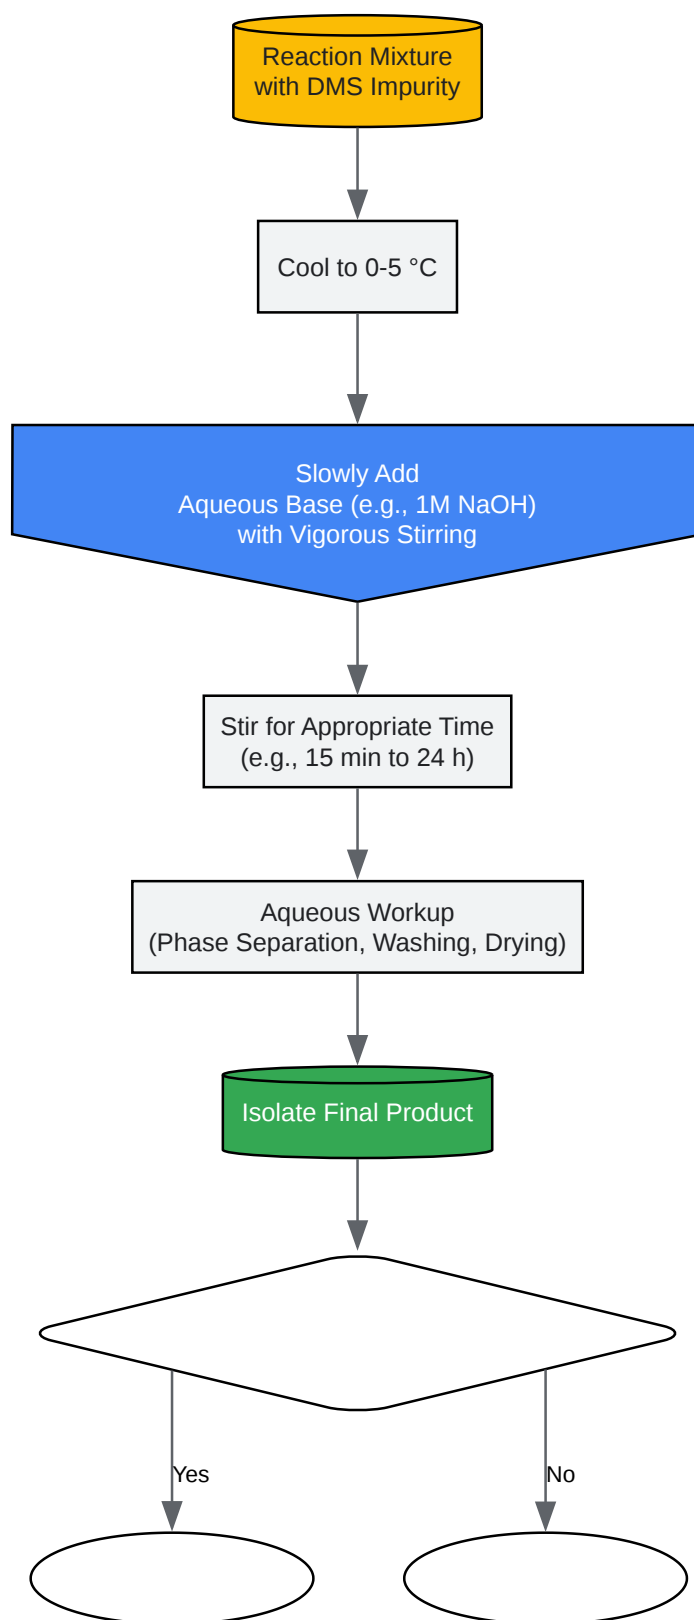 Reaction Mixture
with DMS Impurity
Cool to 0-5 °C
Slowly Add
Aqueous Base (e.g., 1M NaOH)
with Vigorous Stirring
Stir for Appropriate Time
(e.g., 15 min to 24 h)
Aqueous Workup
(Phase Separation, Washing, Drying)
Isolate Final Product
Yes
No